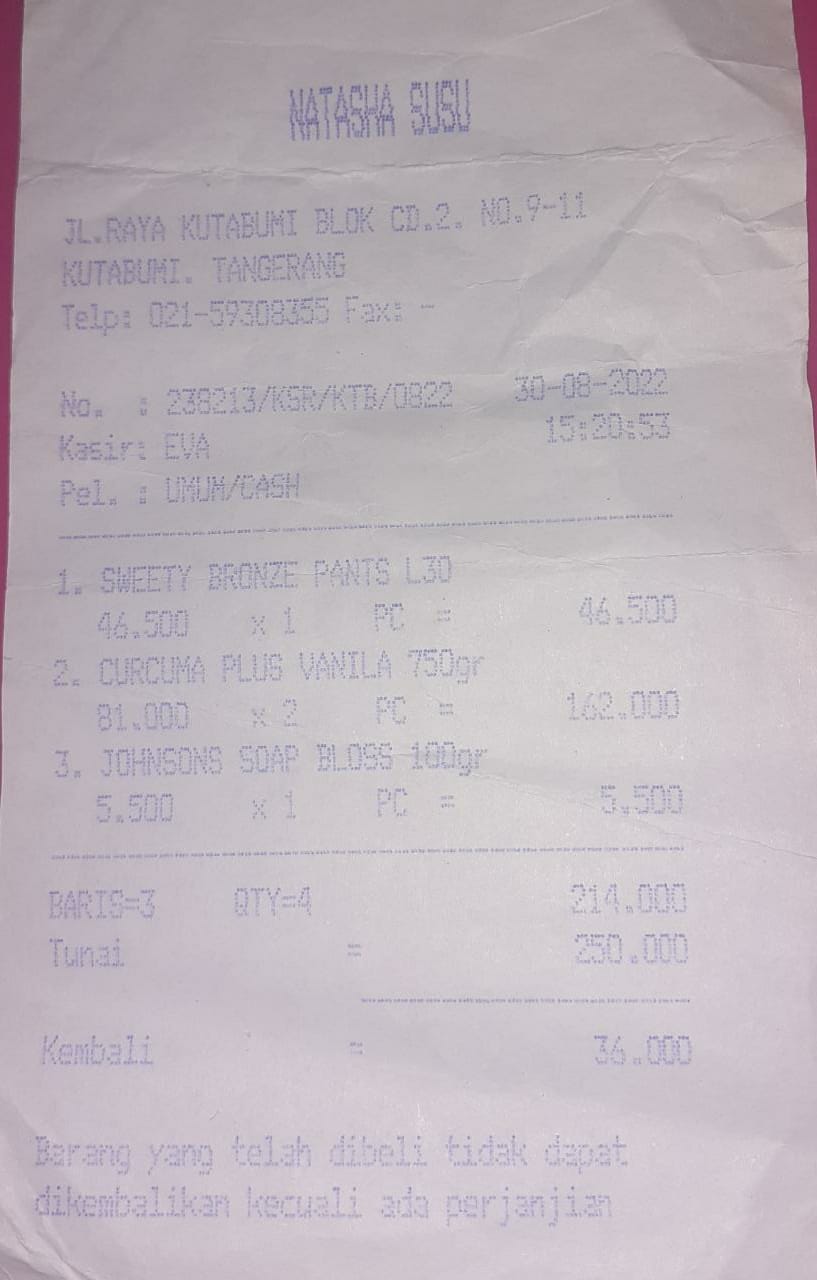 NATASHA SUSU
JL.RAYA KUTABUMI BLOK CD.2. NO.9-11
KUTABUMI. TANGERANG
Telp: 021-59308355 Fax: -
No. : 238213/KSR/KTB/0822 30-08-2022
Kasir: EVA 15:20:53
Pel. : UMUM/CASH
1. SWEETY BRONZE PANTS L30
46.500 x 1 PC = 46.500
2. CURCUMA PLUS VANILA 750gr
81.000 x 2 PC = 162.000
3. JOHNSONS SOAP BLOSS 100gr
5.500 x 1 PC = 5.500
BARIS=3 QTY=4 214.000
Tunai = 250.000
Kembali = 36.000
Barang yang telah dibeli tidak dapat
dikembalikan kecuali ada perjanjian